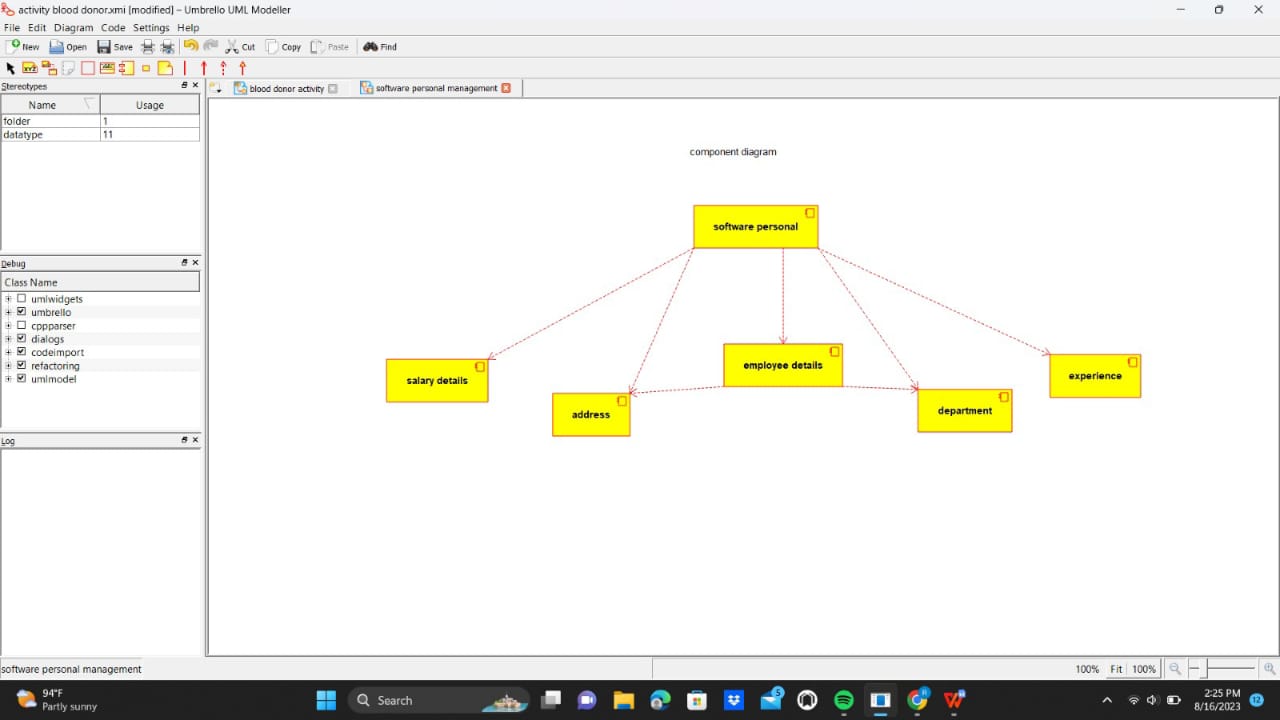 activity blood donor.xmi [modified] – Umbrello UML Modeller
File Edit Diagram Code Settings Help
New Open Save Cut Copy Paste Find
Stereotypes
blood donor activity software personal management
Name Usage
folder 1
datatype 11
component diagram
software personal
Debug
Class Name
umlwidgets
umbrello
cppparser
dialogs
codeimport
refactoring
umlmodel
employee details
salary details
experience
address
department
Log
software personal management
100% Fit 100%
94°F
Partly sunny
Search
5
2:25 PM
8/16/2023
12